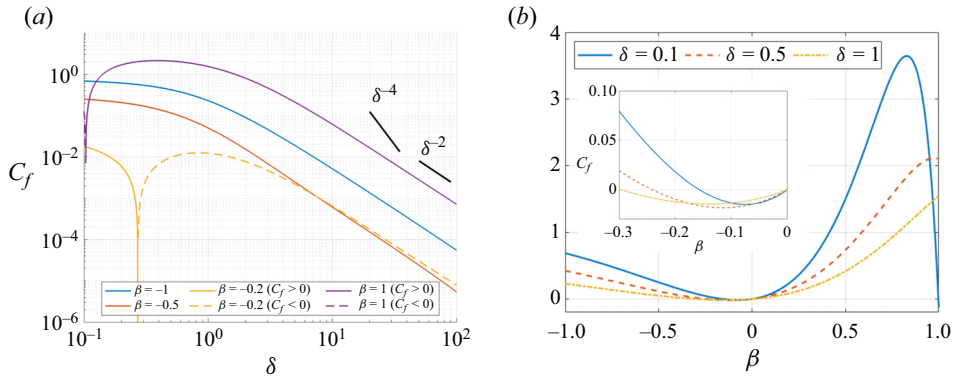 (a)
10^0
10^−2
10^−4
10^−6
C_f
δ^−4
δ^−2
β = −1
β = −0.5
β = −0.2 (C_f > 0)
β = −0.2 (C_f < 0)
β = 1 (C_f > 0)
β = 1 (C_f < 0)
10^−1 10^0 10^1 10^2
δ
(b)
4
3
2
1
0
δ = 0.1 δ = 0.5 δ = 1
0.10
0.05
0
C_f
−0.3 −0.2 −0.1 0
β
−1.0 −0.5 0 0.5 1.0
β